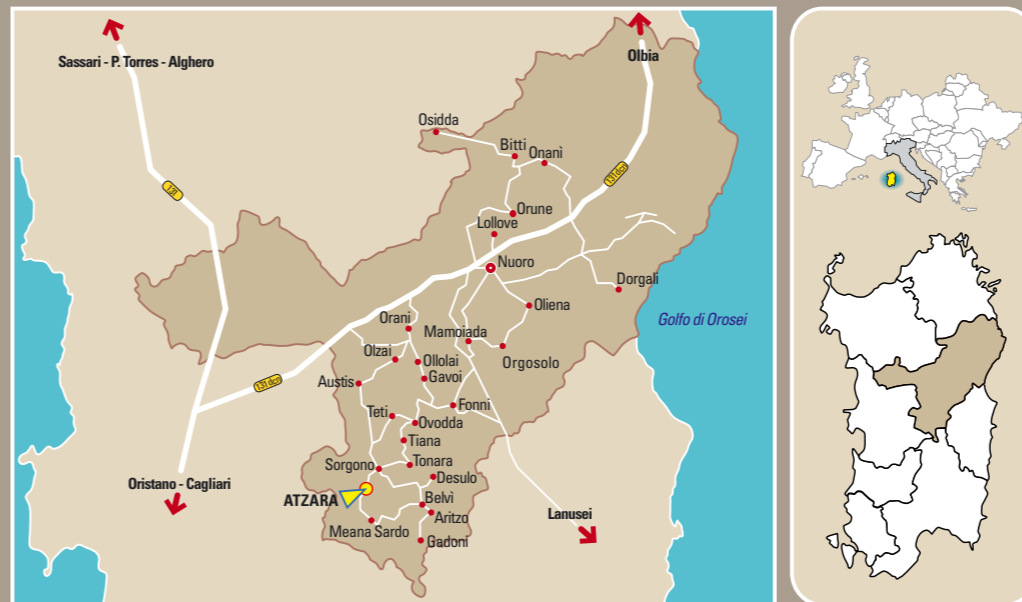 Sassari - P. Torres - Alghero
Olbia
Osidda
Bitti
Onanì
131
131dcn
Orune
Lollove
Nuoro
Dorgali
Oliena
Golfo di Orosei
Orani
Mamoiada
Olzai
Ollolai
Orgosolo
131dcn
Austis
Gavoi
Teti
Fonni
Ovodda
Tiana
Sorgono
Tonara
Desulo
Oristano - Cagliari
ATZARA
Belvì
Lanusei
Aritzo
Meana Sardo
Gadoni